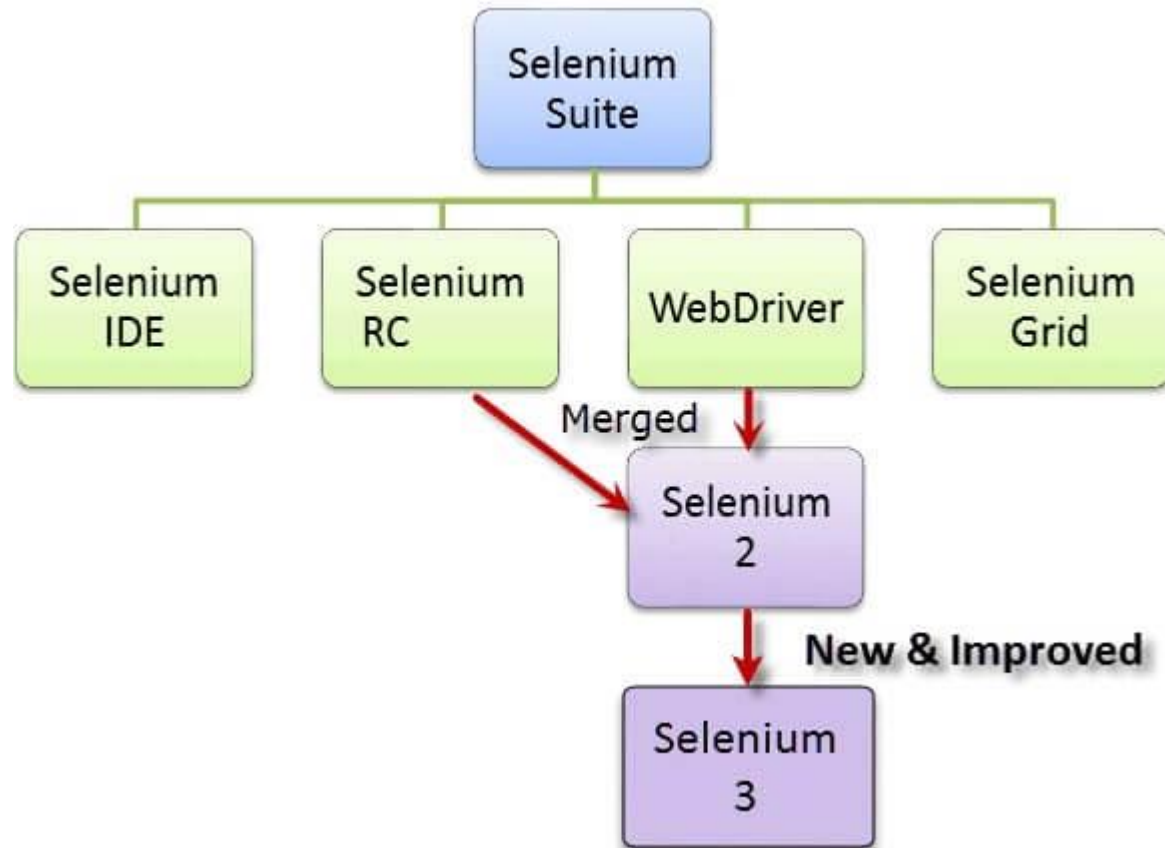 Selenium
Suite
Selenium
IDE
Selenium
RC
WebDriver
Selenium
Grid
Merged
Selenium
2
New & Improved
Selenium
3